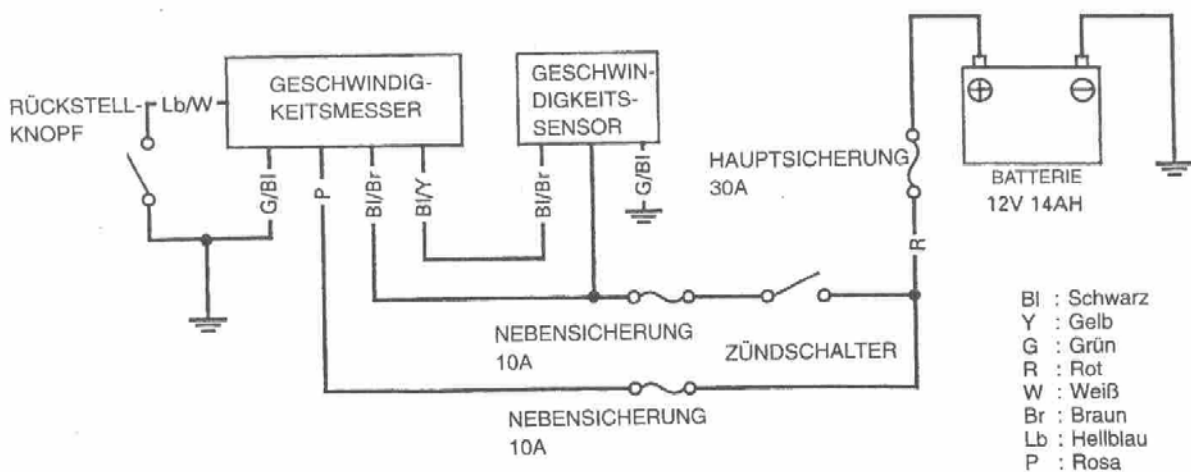 RÜCKSTELL-
KNOPF
Lb/W
GESCHWINDIG-
KEITSMESSER
G/Bl
P
Bl/Br
Bl/Y
GESCHWIN-
DIGKEITS-
SENSOR
Bl/Br
G/Bl
HAUPTSICHERUNG
30A
R
BATTERIE
12V 14AH
NEBENSICHERUNG
10A
ZÜNDSCHALTER
NEBENSICHERUNG
10A
Bl : Schwarz
Y : Gelb
G : Grün
R : Rot
W : Weiß
Br : Braun
Lb : Hellblau
P : Rosa